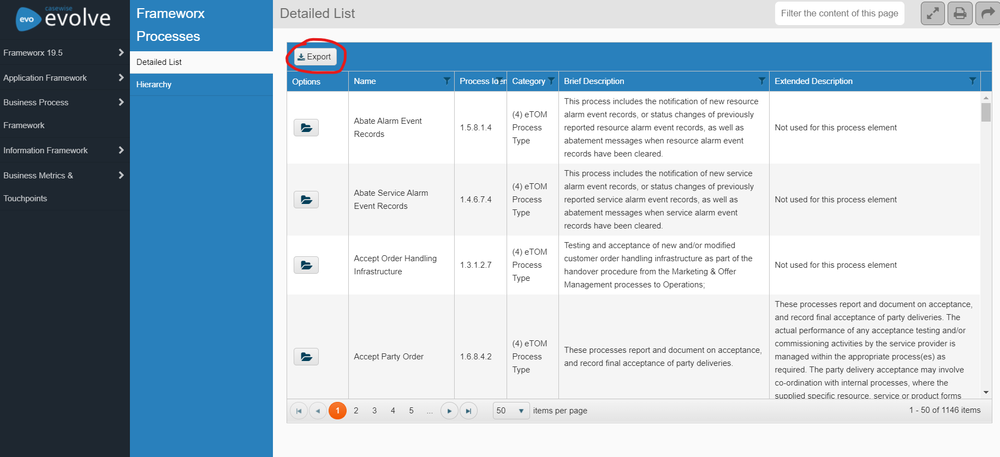 casewise
evo evolve
Frameworx 19.5
Application Framework
Business Process
Framework
Information Framework
Business Metrics &
Touchpoints
Frameworx
Processes
Detailed List
Hierarchy
Detailed List
Filter the content of this page
Export
Options
Name
Process Iden
Category
Brief Description
Extended Description
Abate Alarm Event
Records
1.5.8.1.4
(4) eTOM
Process
Type
This process includes the notification of new resource
alarm event records, or status changes of previously
reported resource alarm event records, as well as
abatement messages when resource alarm event
records have been cleared.
Not used for this process element
Abate Service Alarm
Event Records
1.4.6.7.4
(4) eTOM
Process
Type
This process includes the notification of new service
alarm event records, or status changes of previously
reported service alarm event records, as well as
abatement messages when service alarm event
records have been cleared.
Not used for this process element
Accept Order Handling
Infrastructure
1.3.1.2.7
(4) eTOM
Process
Type
Testing and acceptance of new and/or modified
customer order handling infrastructure as part of the
handover procedure from the Marketing & Offer
Management processes to Operations;
Not used for this process element
Accept Party Order
1.6.8.4.2
(4) eTOM
Process
Type
These processes report and document on acceptance,
and record final acceptance of party deliveries.
These processes report and document on acceptance,
and record final acceptance of party deliveries. The
actual performance of any acceptance testing and/or
commissioning activities by the service provider is
managed within the appropriate process(es) as
required. The party delivery acceptance may involve
co-ordination with internal processes, where the
supplied specific resource, service or product forms
1 2 3 4 5 ...
50 items per page
1 - 50 of 1146 items